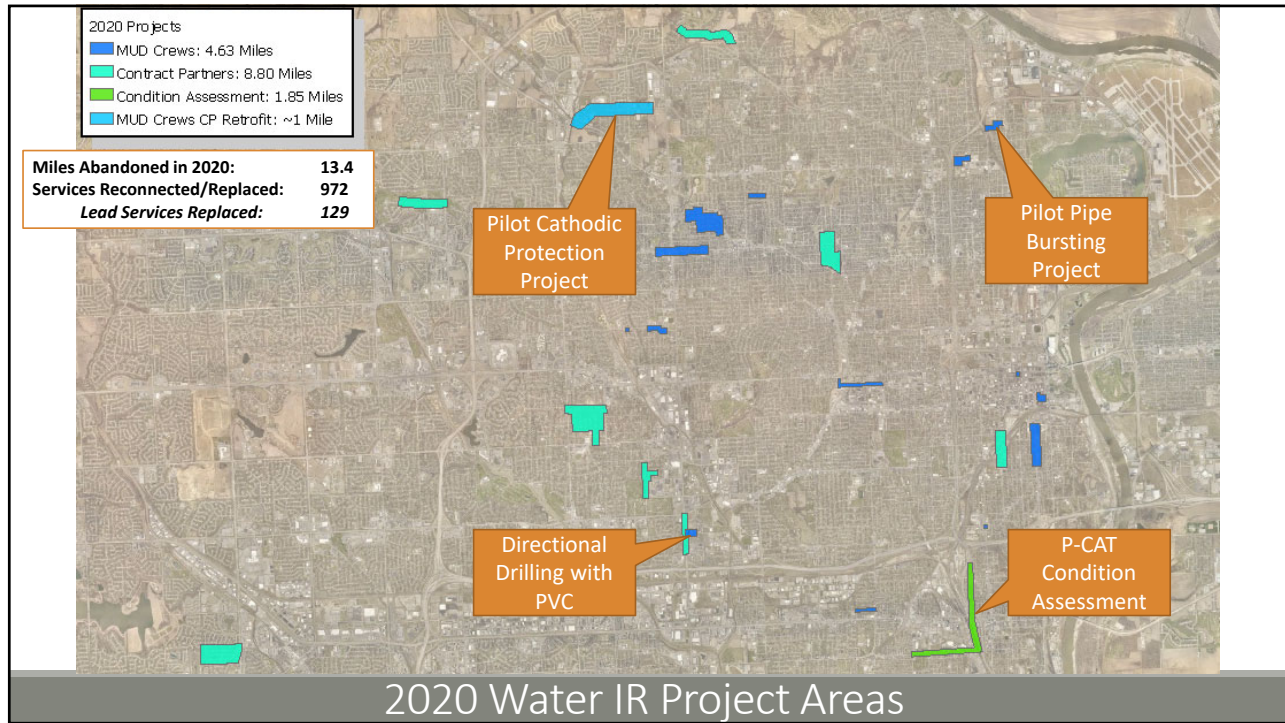 2020 Projects
MUD Crews: 4.63 Miles
Contract Partners: 8.80 Miles
Condition Assessment: 1.85 Miles
MUD Crews CP Retrofit: ~1 Mile
Miles Abandoned in 2020: 13.4
Services Reconnected/Replaced: 972
Lead Services Replaced: 129
Pilot Cathodic
Protection
Project
Pilot Pipe
Bursting
Project
Directional
Drilling with
PVC
P-CAT
Condition
Assessment
2020 Water IR Project Areas